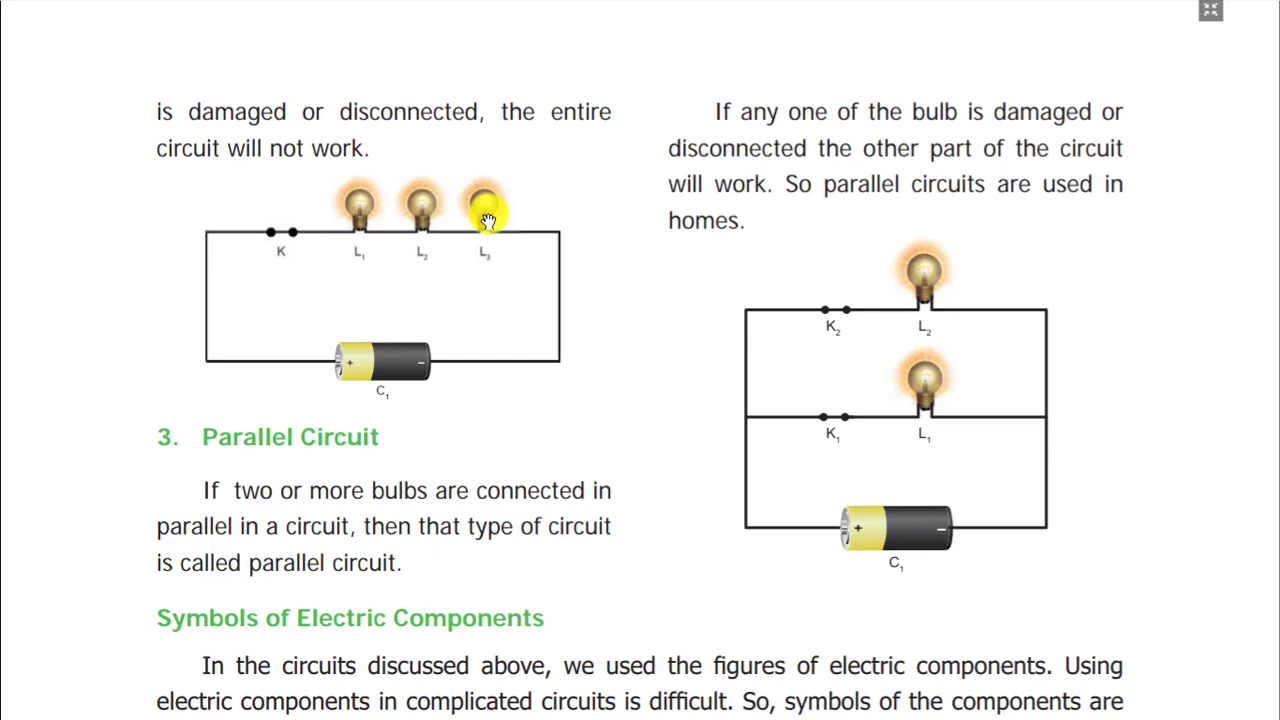 is damaged or disconnected, the entire
circuit will not work.
K
L1
L2
L3
+
–
C1
3. Parallel Circuit
If two or more bulbs are connected in
parallel in a circuit, then that type of circuit
is called parallel circuit.
If any one of the bulb is damaged or
disconnected the other part of the circuit
will work. So parallel circuits are used in
homes.
K2
L2
K1
L1
+
–
C1
Symbols of Electric Components
In the circuits discussed above, we used the figures of electric components. Using
electric components in complicated circuits is difficult. So, symbols of the components are